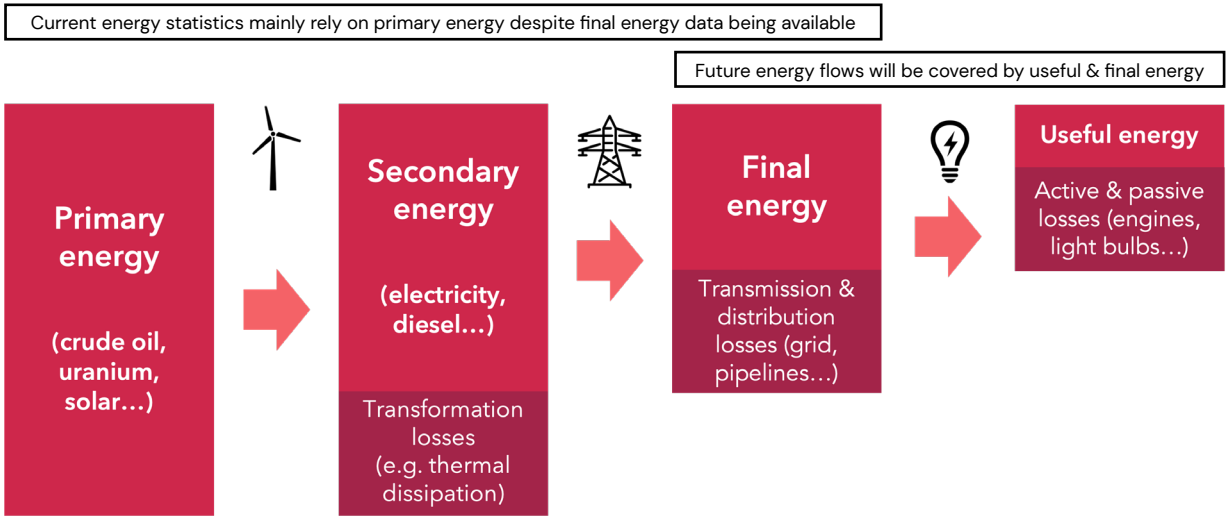 Current energy statistics mainly rely on primary energy despite final energy data being available
Future energy flows will be covered by useful & final energy
Primary
energy
(crude oil,
uranium,
solar...)
Secondary
energy
(electricity,
diesel...)
Transformation
losses
(e.g. thermal
dissipation)
Final
energy
Transmission &
distribution
losses (grid,
pipelines...)
Useful energy
Active & passive
losses (engines,
light bulbs...)